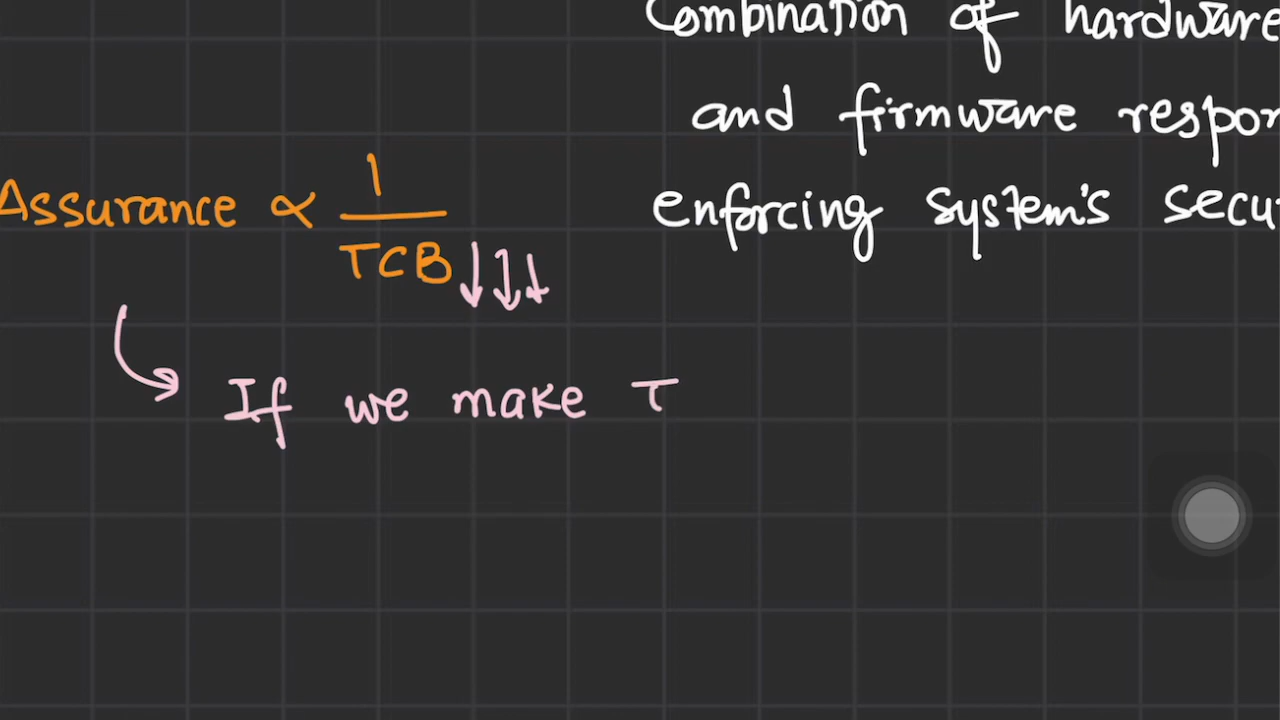 Combination of hardware
and firmware respon
enforcing system's secu
Assurance ∝ 1/TCB ↓↓↓
If we make T